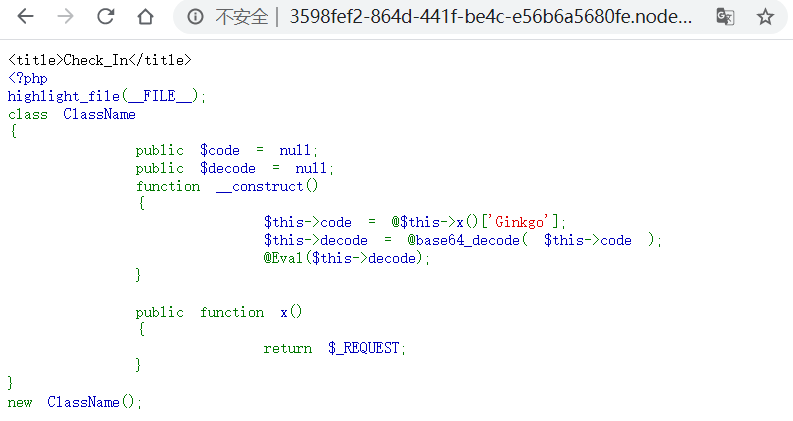 不安全 | 3598fef2-864d-441f-be4c-e56b6a5680fe.node...
<title>Check_In</title>
<?php
highlight_file(__FILE__);
class ClassName
{
public $code = null;
public $decode = null;
function __construct()
{
$this->code = @$this->x()['Ginkgo'];
$this->decode = @base64_decode( $this->code );
@Eval($this->decode);
}
public function x()
{
return $_REQUEST;
}
}
new ClassName();